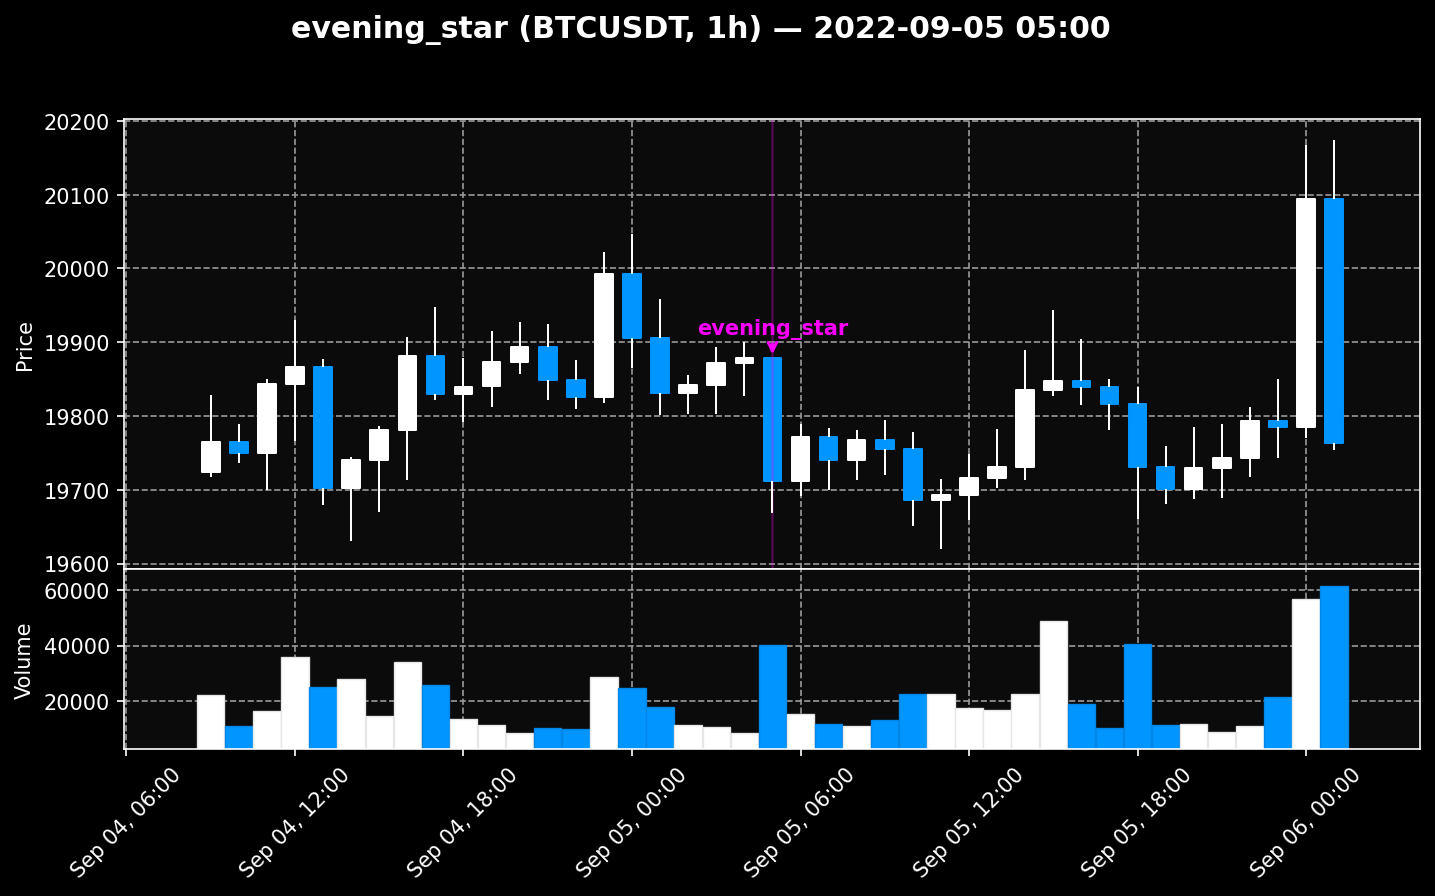 evening_star (BTCUSDT, 1h) — 2022-09-05 05:00
20200
20100
20000
19900
19800
19700
19600
Price
evening_star
60000
40000
20000
Volume
Sep 04, 06:00
Sep 04, 12:00
Sep 04, 18:00
Sep 05, 00:00
Sep 05, 06:00
Sep 05, 12:00
Sep 05, 18:00
Sep 06, 00:00